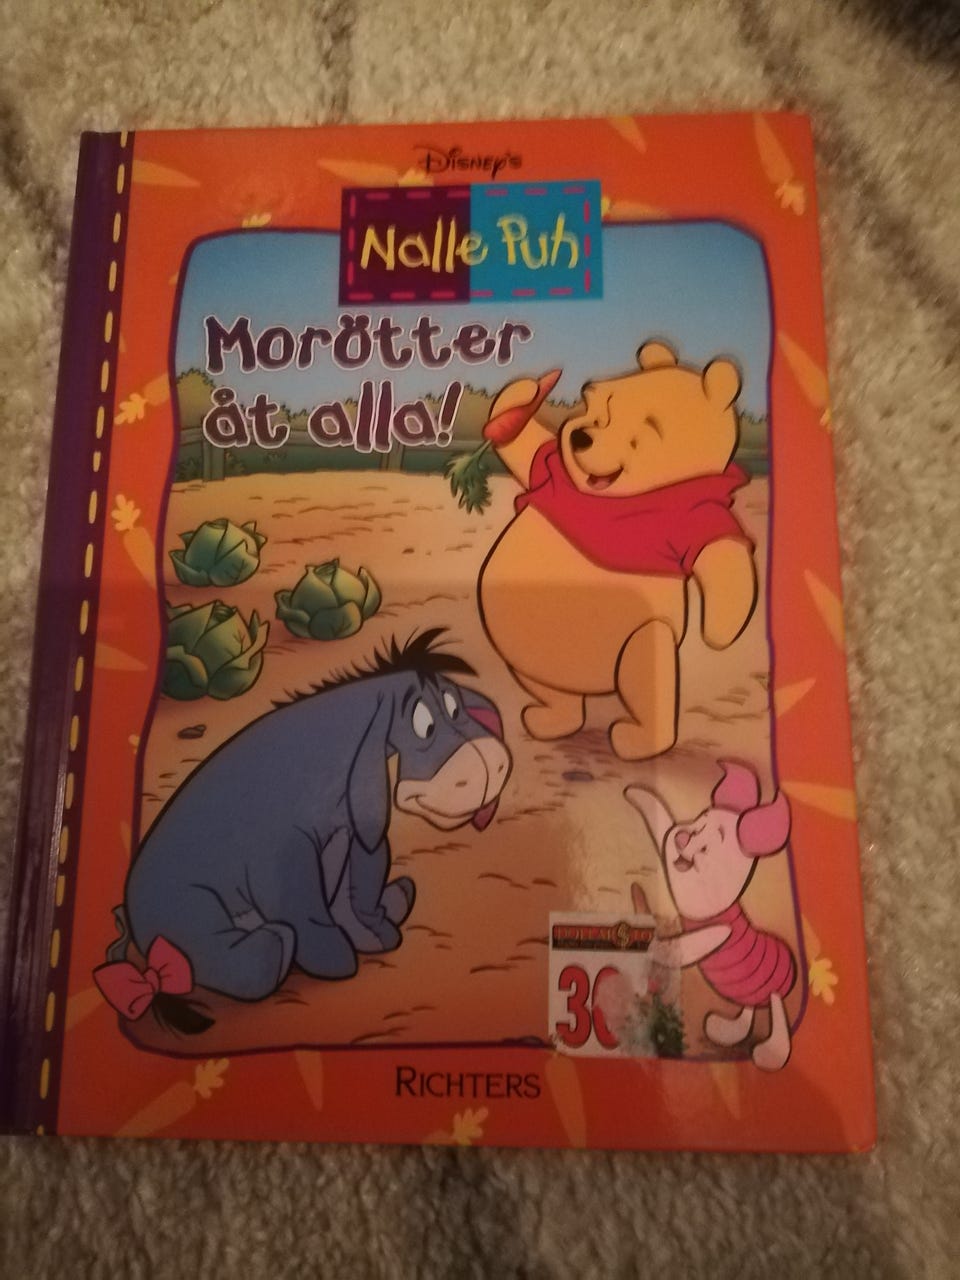 Disney's
Nalle Puh
Morötter
åt alla!
RICHTERS